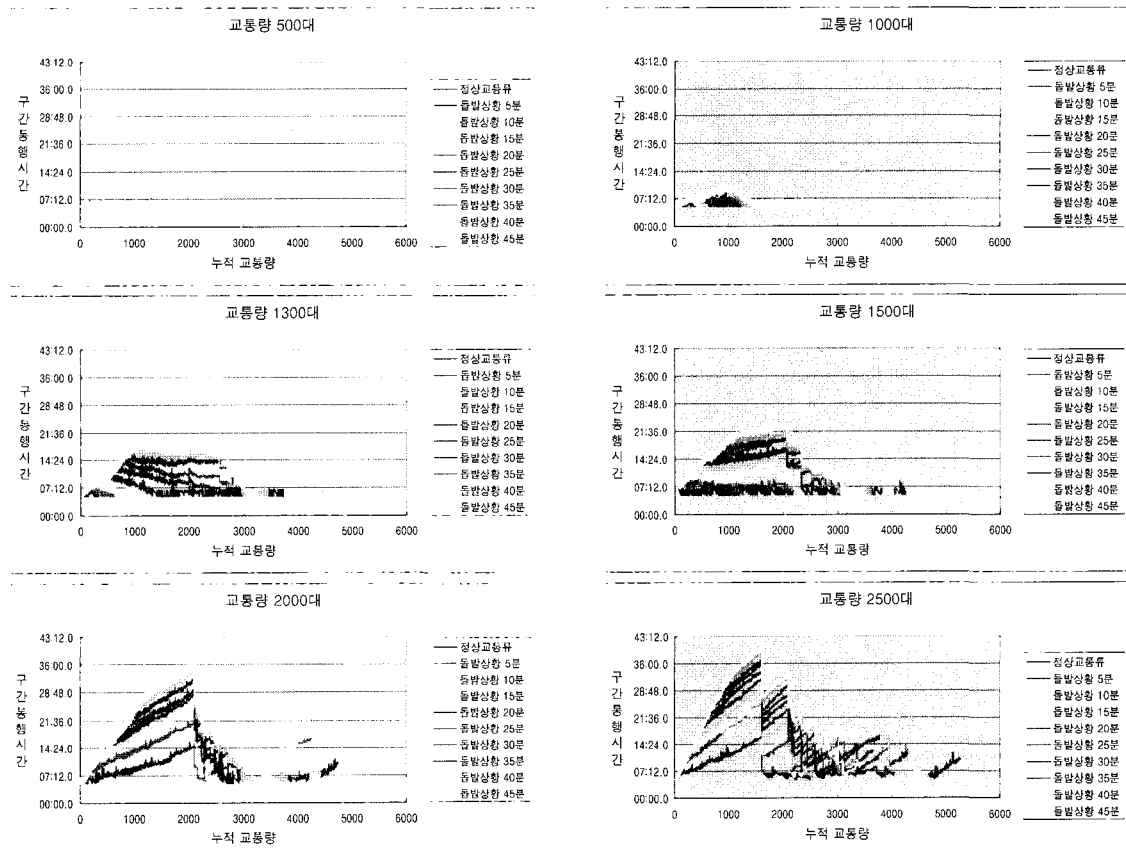 교통량 500대
43:12.0
36:00.0
28:48.0
21:36.0
14:24.0
07:12.0
00:00.0
구간통행시간
0 1000 2000 3000 4000 5000 6000
누적 교통량
정상교통류
돌발상황 5분
돌발상황 10분
돌발상황 15분
돌발상황 20분
돌발상황 25분
돌발상황 30분
돌발상황 35분
돌발상황 40분
돌발상황 45분
교통량 1000대
43:12.0
36:00.0
28:48.0
21:36.0
14:24.0
07:12.0
00:00.0
구간통행시간
0 1000 2000 3000 4000 5000 6000
누적 교통량
정상교통류
돌발상황 5분
돌발상황 10분
돌발상황 15분
돌발상황 20분
돌발상황 25분
돌발상황 30분
돌발상황 35분
돌발상황 40분
돌발상황 45분
교통량 1300대
43:12.0
36:00.0
28:48.0
21:36.0
14:24.0
07:12.0
00:00.0
구간통행시간
0 1000 2000 3000 4000 5000 6000
누적 교통량
정상교통류
돌발상황 5분
돌발상황 10분
돌발상황 15분
돌발상황 20분
돌발상황 25분
돌발상황 30분
돌발상황 35분
돌발상황 40분
돌발상황 45분
교통량 1500대
43:12.0
36:00.0
28:48.0
21:36.0
14:24.0
07:12.0
00:00.0
구간통행시간
0 1000 2000 3000 4000 5000 6000
누적 교통량
정상교통류
돌발상황 5분
돌발상황 10분
돌발상황 15분
돌발상황 20분
돌발상황 25분
돌발상황 30분
돌발상황 35분
돌발상황 40분
돌발상황 45분
교통량 2000대
43:12.0
36:00.0
28:48.0
21:36.0
14:24.0
07:12.0
00:00.0
구간통행시간
0 1000 2000 3000 4000 5000 6000
누적 교통량
정상교통류
돌발상황 5분
돌발상황 10분
돌발상황 15분
돌발상황 20분
돌발상황 25분
돌발상황 30분
돌발상황 35분
돌발상황 40분
돌발상황 45분
교통량 2500대
43:12.0
36:00.0
28:48.0
21:36.0
14:24.0
07:12.0
00:00.0
구간통행시간
0 1000 2000 3000 4000 5000 6000
누적 교통량
정상교통류
돌발상황 5분
돌발상황 10분
돌발상황 15분
돌발상황 20분
돌발상황 25분
돌발상황 30분
돌발상황 35분
돌발상황 40분
돌발상황 45분